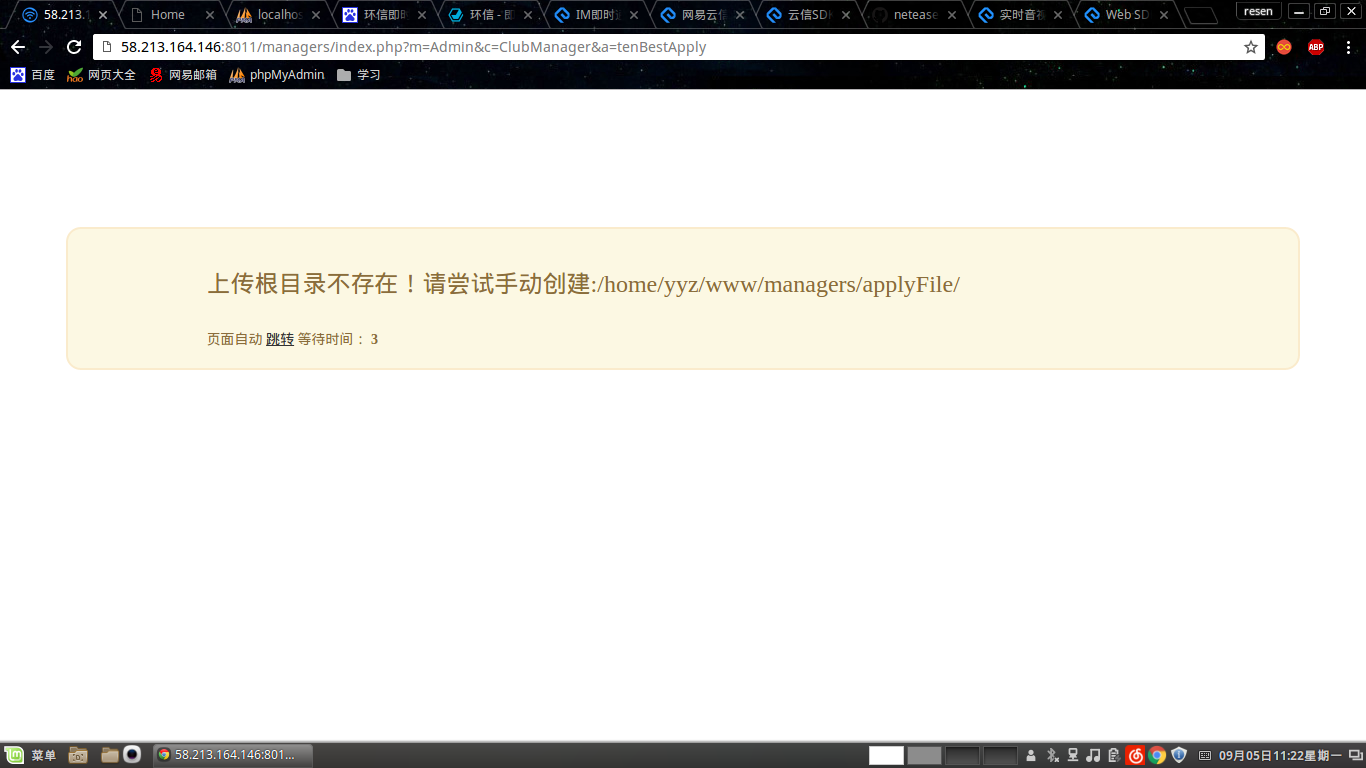 58.213.
Home
localhos
环信即时
环信 - 即
IM即时通
网易云信
云信SDK
netease
实时音视
Web SD
resen
58.213.164.146:8011/managers/index.php?m=Admin&c=ClubManager&a=tenBestApply
ABP
百度
hao
网页大全
网易邮箱
phpMyAdmin
学习
上传根目录不存在！请尝试手动创建:/home/yyz/www/managers/applyFile/
页面自动 跳转 等待时间： 3
菜单
58.213.164.146:801...
09月05日11:22星期一